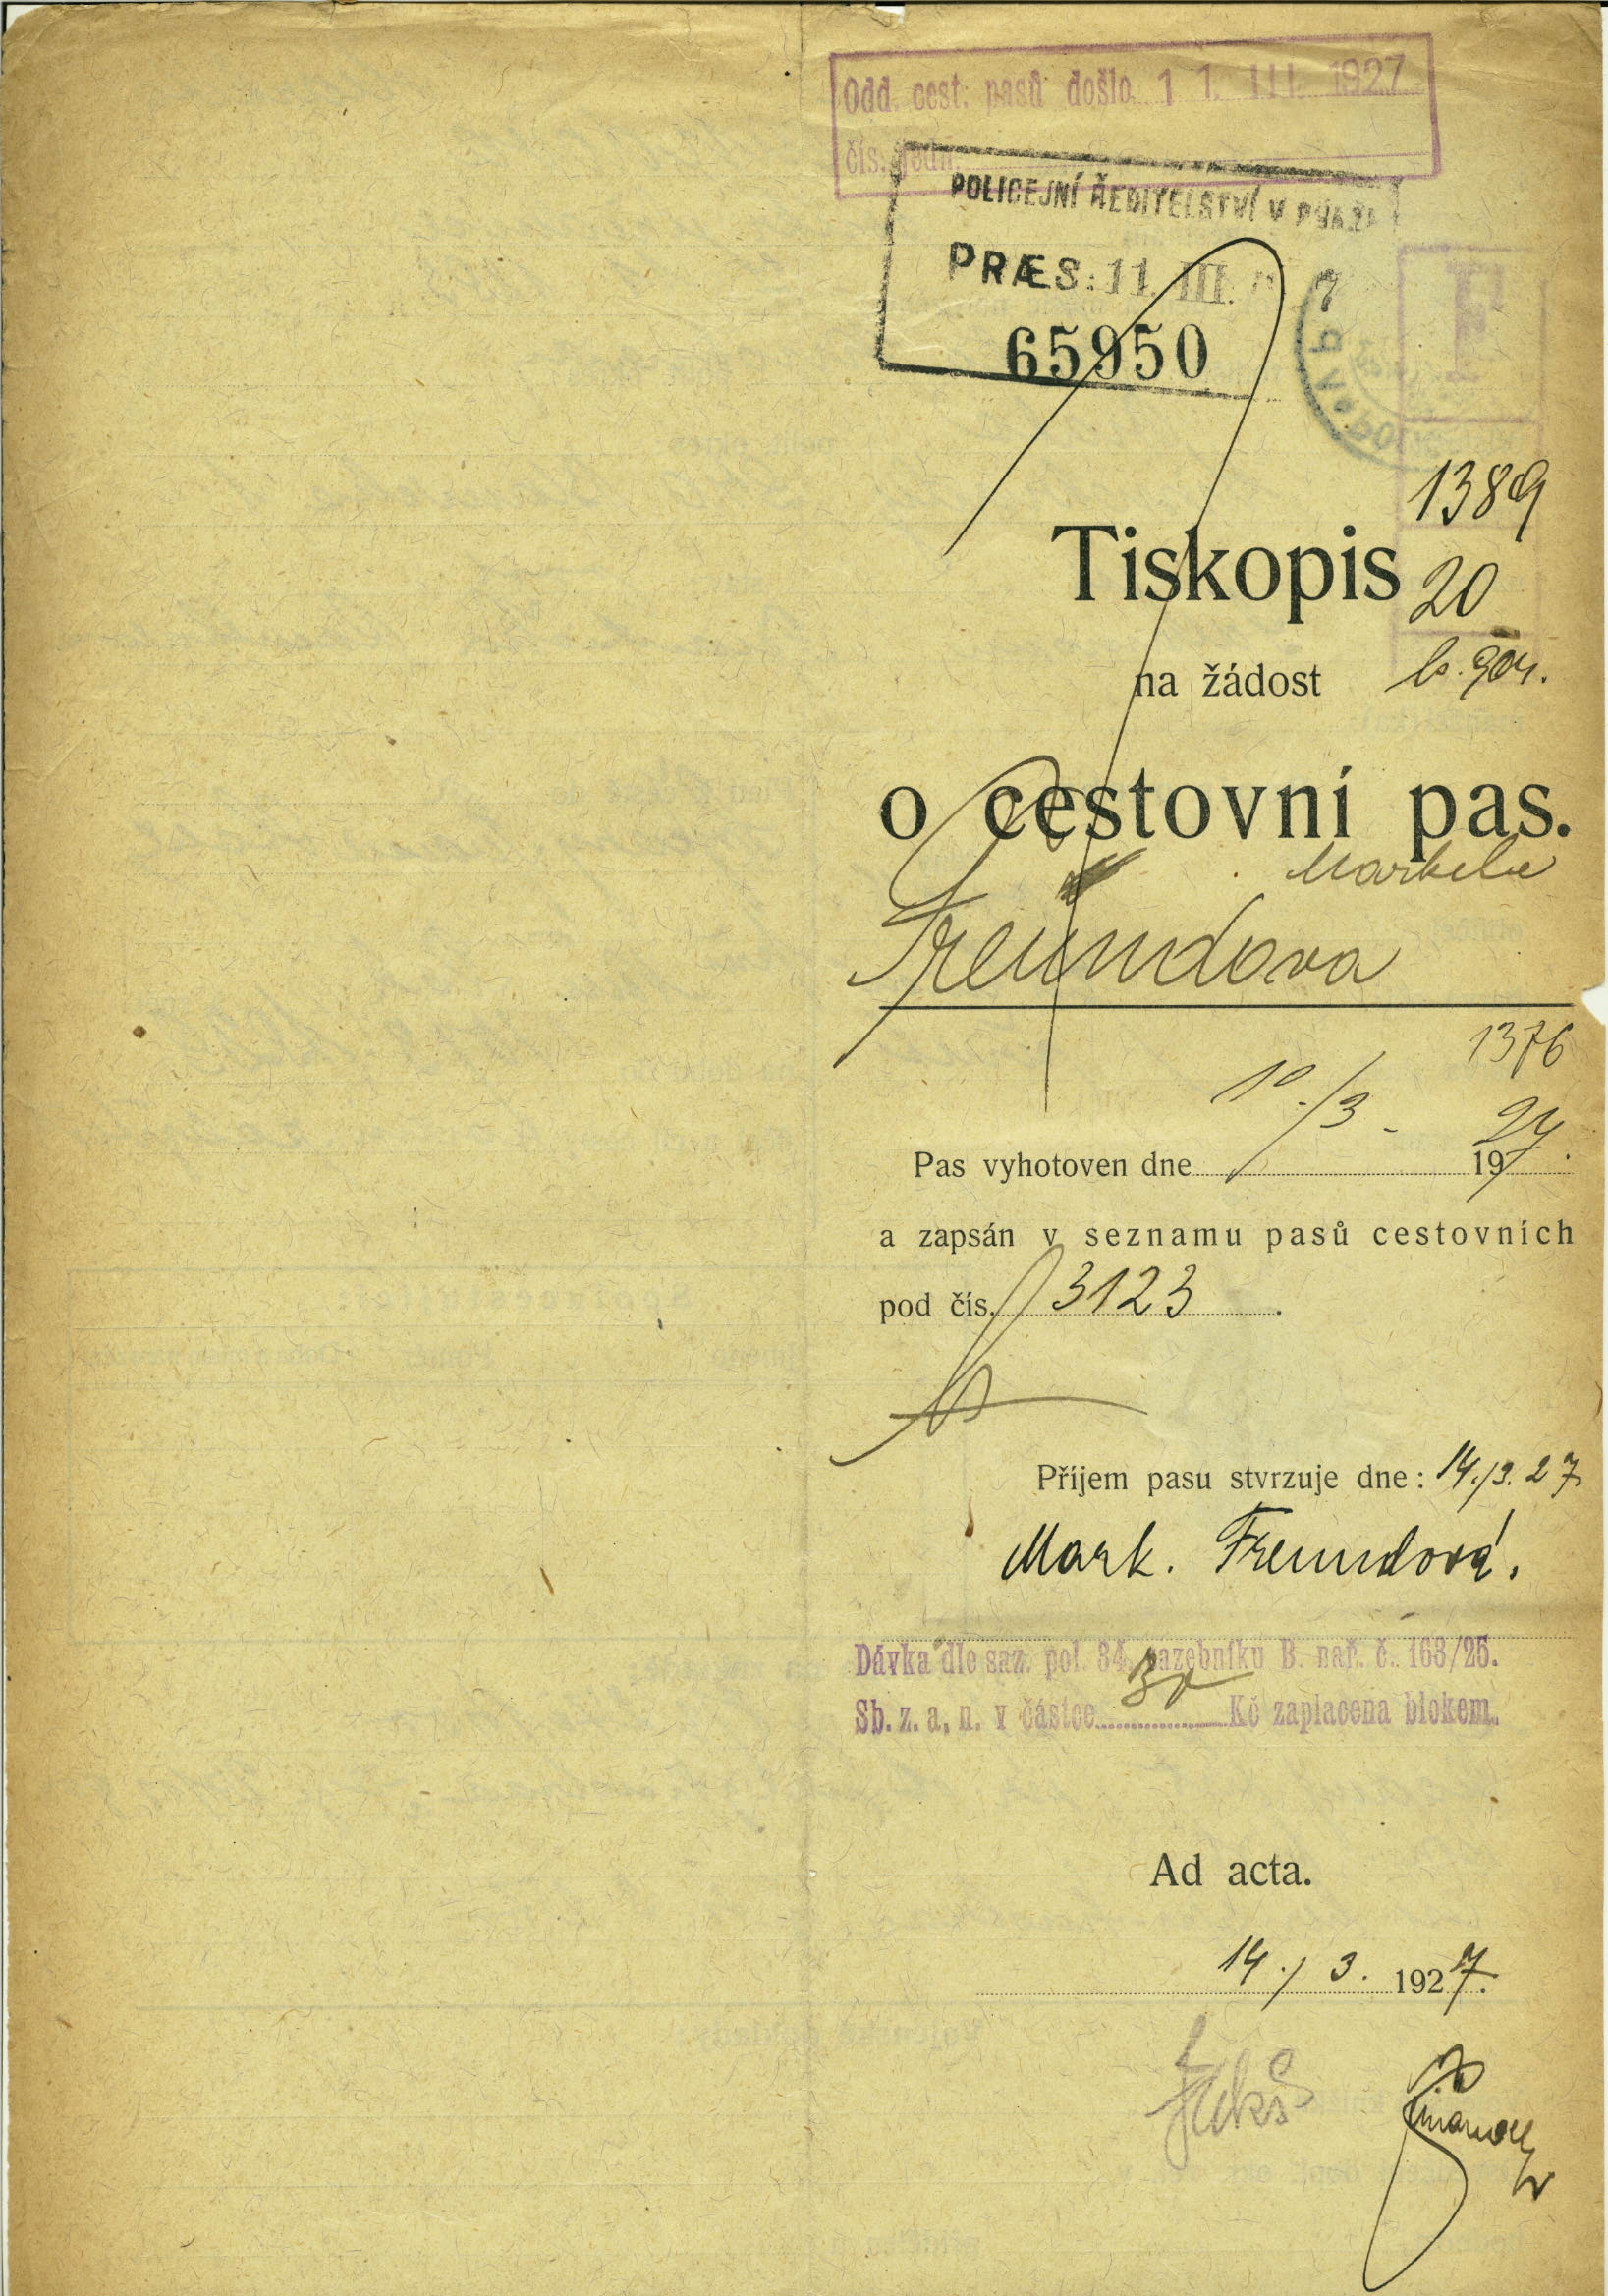 Odd. cest. pasů došlo 11. III. 1927
čís. jedn.
POLICEJNÍ ŘEDITELSTVÍ V PRAZE
PRÆS: 11. III. 7
65950
1389
Tiskopis
20
na žádost
o cestovní pas.
Markéta
Freundova
1376
Pas vyhotoven dne 10./3 - 1927.
a zapsán v seznamu pasů cestovních
pod čís. 3123 .
Příjem pasu stvrzuje dne: 14./3. 27
Mark. Freundová.
Dávka dle saz. pol. 34 sazebníku B. nař. č. 163/26.
Sb. z. a. n. v částce Kč zaplacena blokem.
Ad acta.
14./3. 1927.